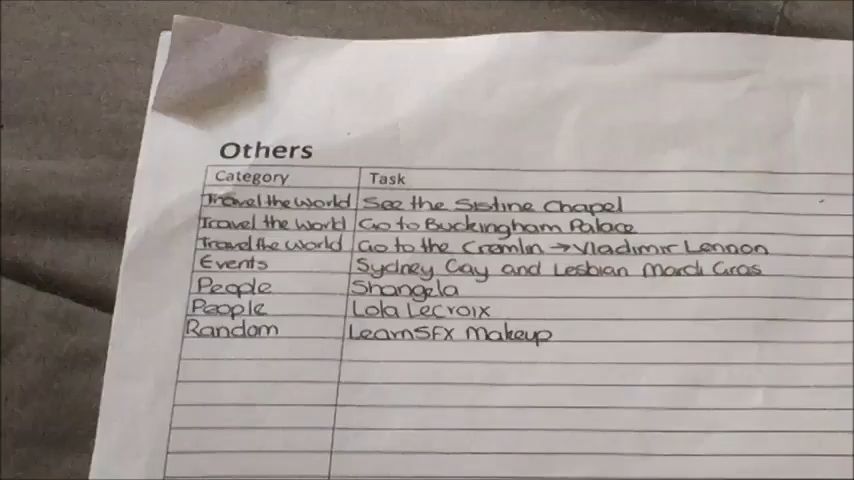 Others
Category Task
Travel the World See the Sistine Chapel
Travel the World Go to Buckingham Palace
Travel the World Go to the Cremlin → Vladimir Lennon
Events Sydney Gay and Lesbian Mardi Gras
People Shangela
People Lola Lecroix
Random Learn SFX Makeup